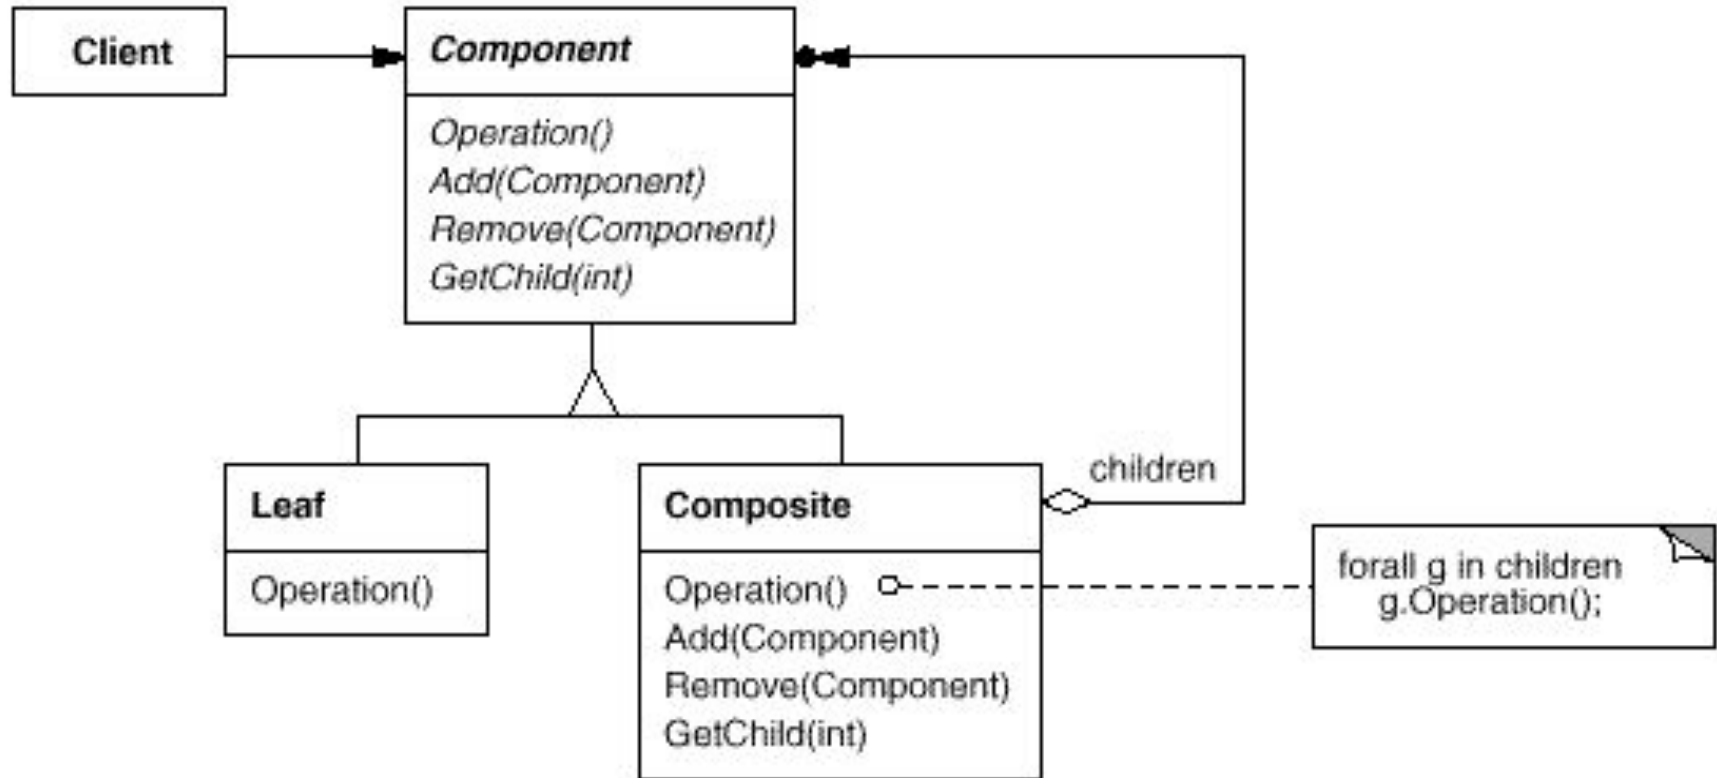 Client
Component
Operation()
Add(Component)
Remove(Component)
GetChild(int)
Leaf
Operation()
Composite
Operation()
Add(Component)
Remove(Component)
GetChild(int)
children
forall g in children
g.Operation();